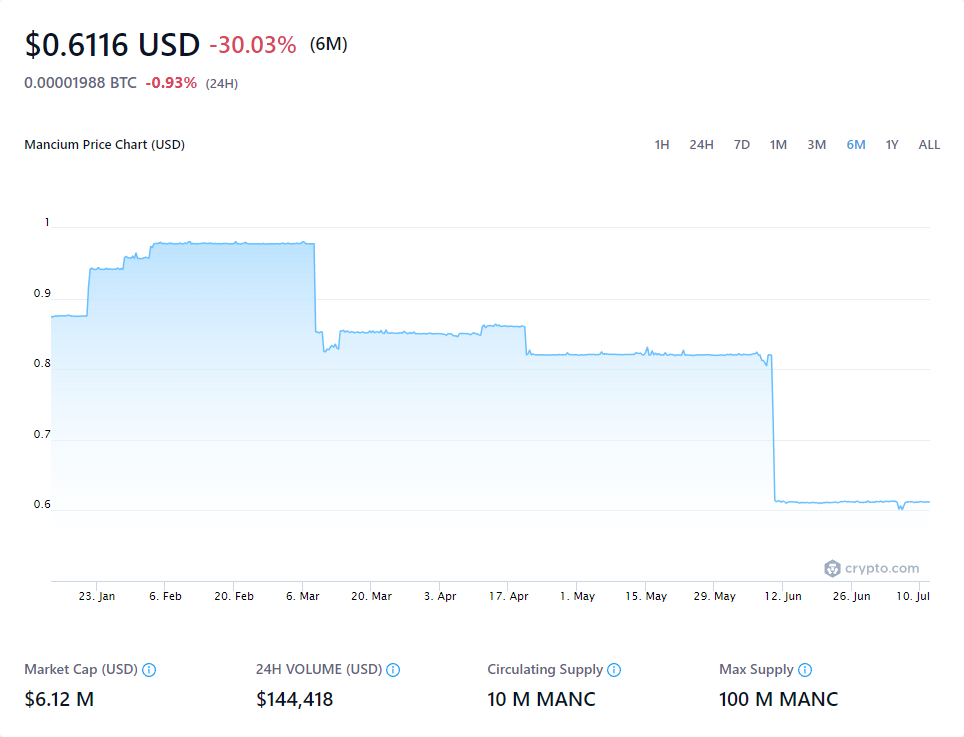 $0.6116 USD -30.03% (6M)
0.00001988 BTC -0.93% (24H)
Mancium Price Chart (USD)
1H 24H 7D 1M 3M 6M 1Y ALL
1
0.9
0.8
0.7
0.6
crypto.com
23. Jan 6. Feb 20. Feb 6. Mar 20. Mar 3. Apr 17. Apr 1. May 15. May 29. May 12. Jun 26. Jun 10. Jul
Market Cap (USD) 24H VOLUME (USD) Circulating Supply Max Supply
$6.12 M $144,418 10 M MANC 100 M MANC